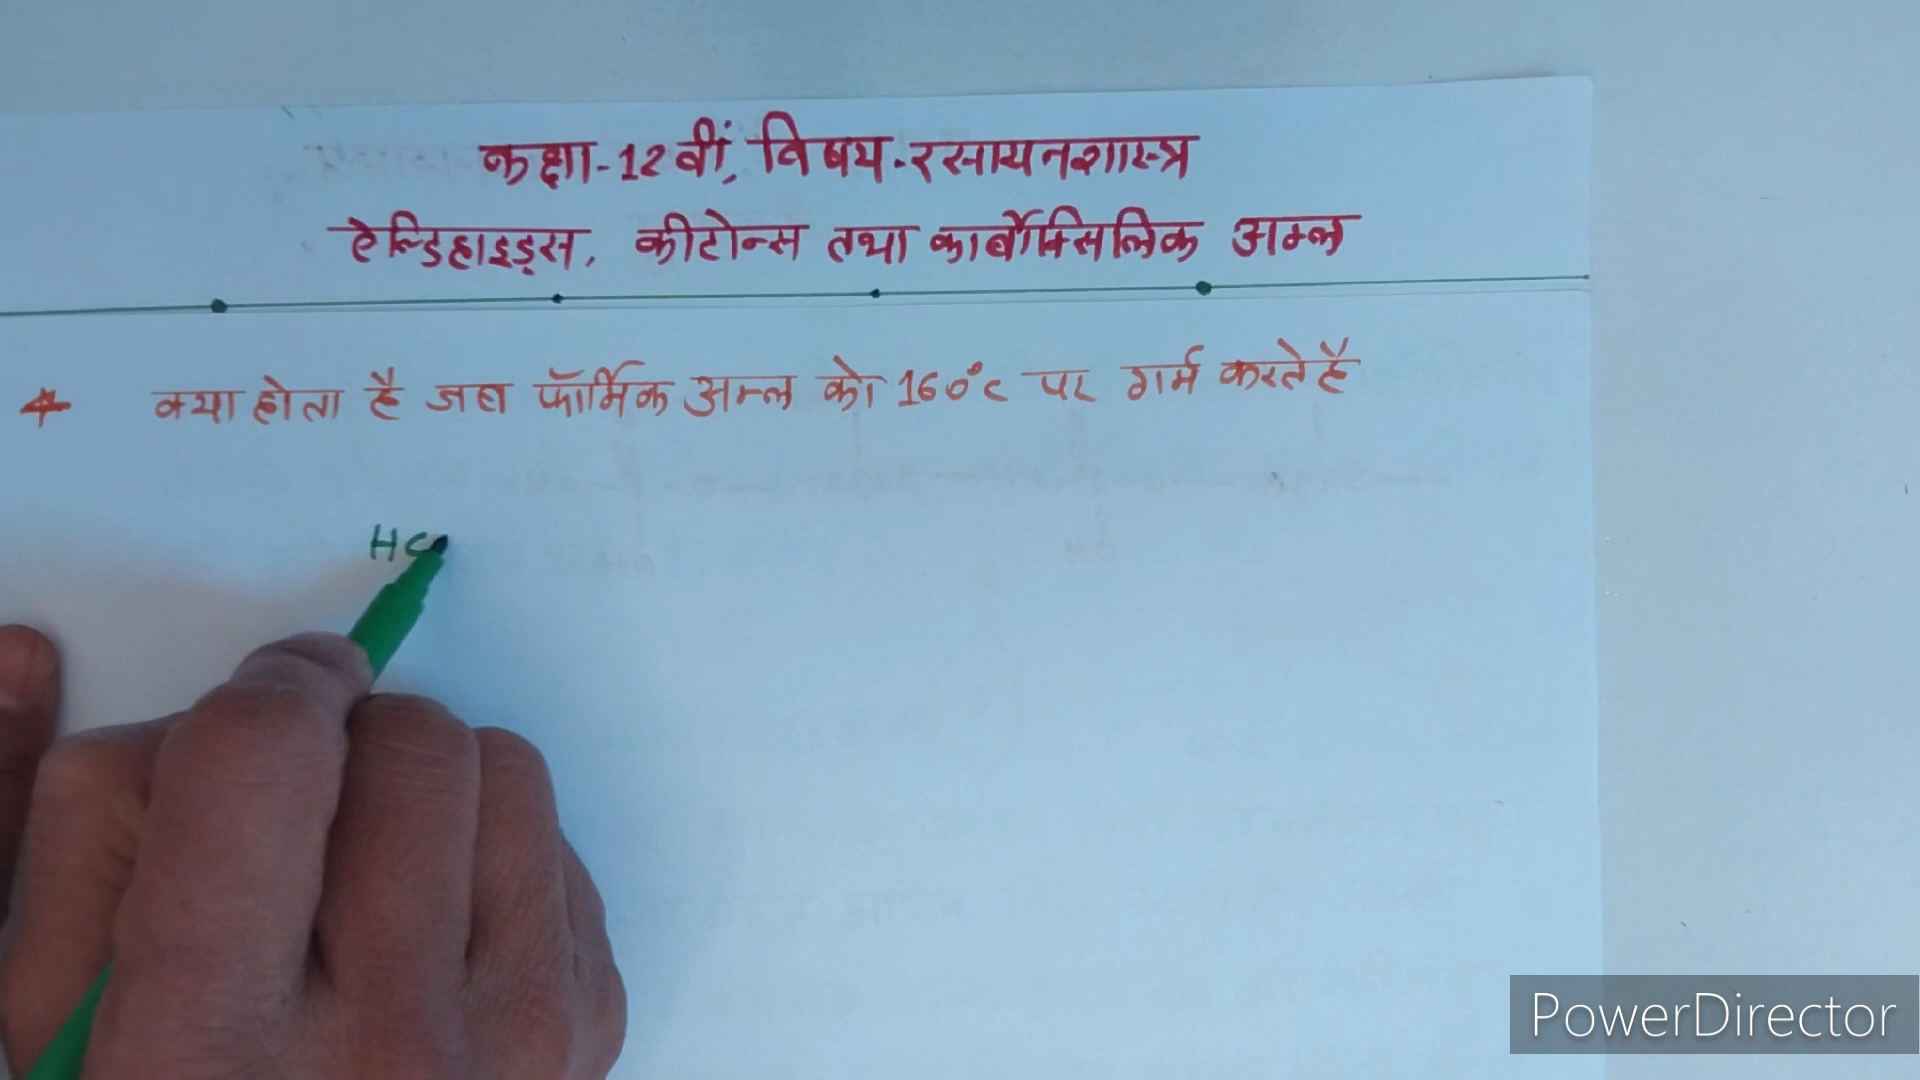 कक्षा-12वीं, विषय-रसायनशास्त्र
ऐल्डिहाइड्स, कीटोन्स तथा कार्बोक्सिलिक अम्ल
* क्या होता है जब फॉर्मिक अम्ल को 160°c पर गर्म करते है
HC
PowerDirector